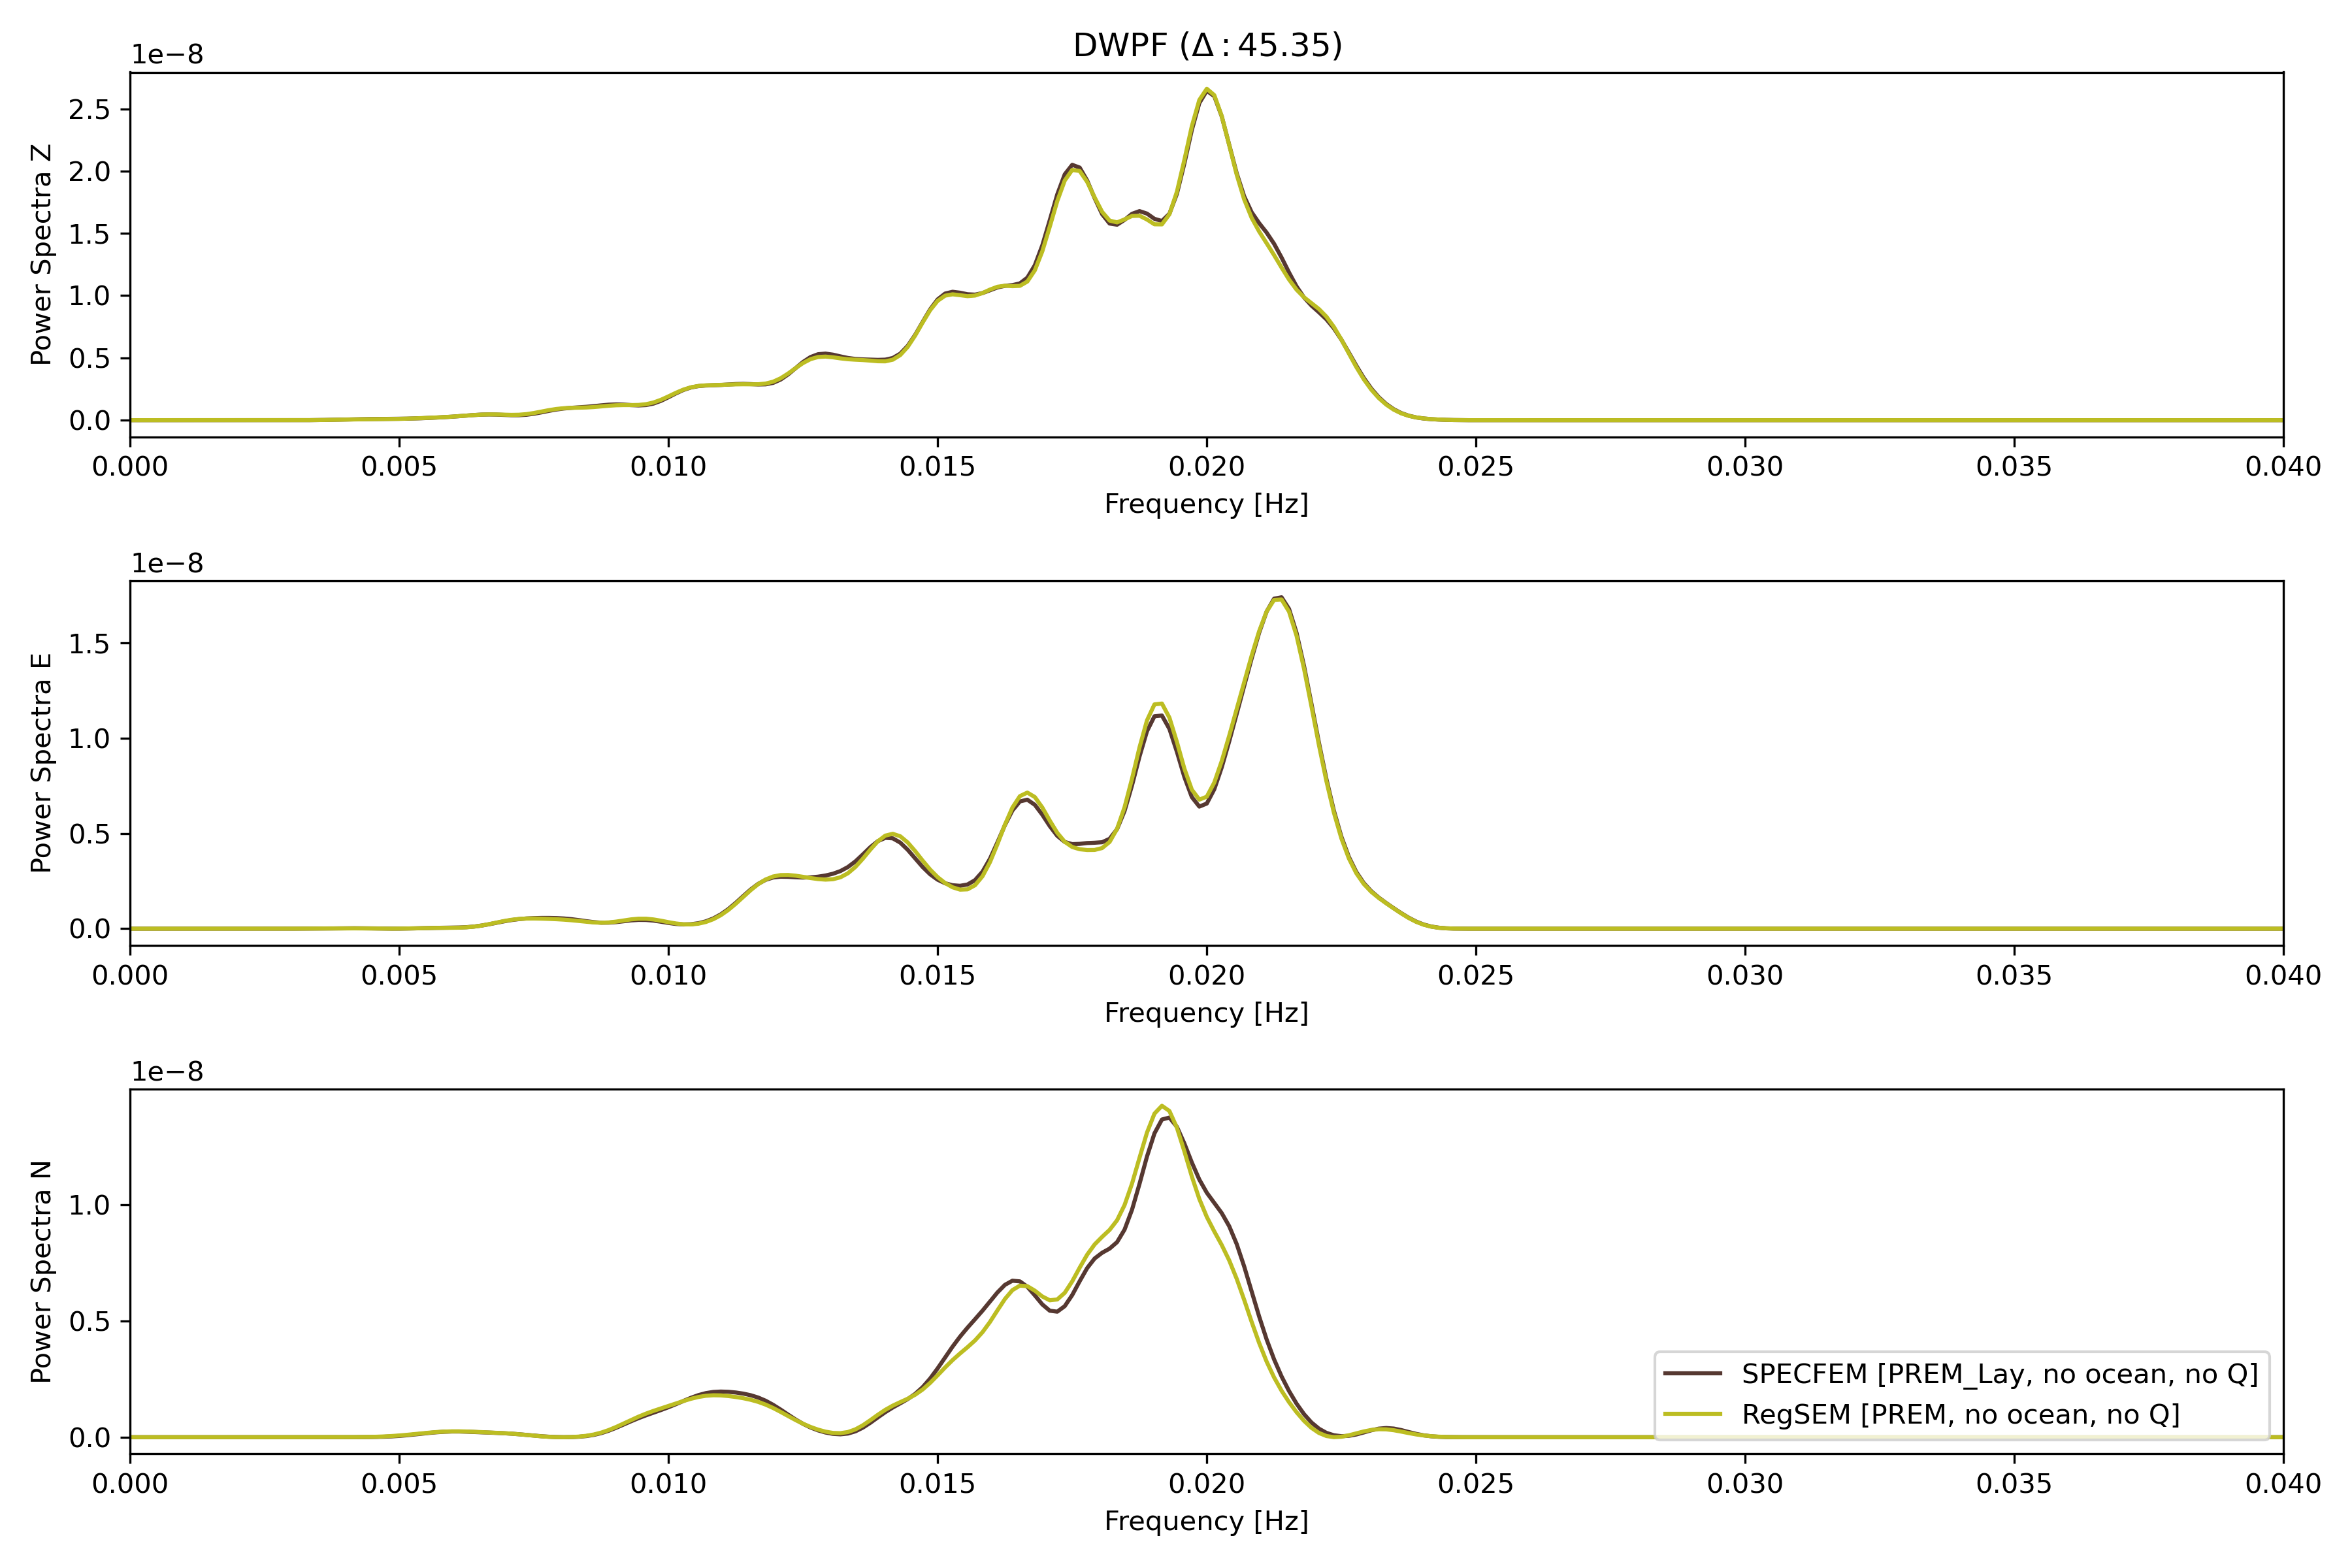 DWPF (Δ : 45.35)
1e−8
Power Spectra Z
2.5
2.0
1.5
1.0
0.5
0.0
0.000 0.005 0.010 0.015 0.020 0.025 0.030 0.035 0.040
Frequency [Hz]
1e−8
Power Spectra E
1.5
1.0
0.5
0.0
0.000 0.005 0.010 0.015 0.020 0.025 0.030 0.035 0.040
Frequency [Hz]
1e−8
Power Spectra N
1.0
0.5
0.0
SPECFEM [PREM_Lay, no ocean, no Q]
RegSEM [PREM, no ocean, no Q]
0.000 0.005 0.010 0.015 0.020 0.025 0.030 0.035 0.040
Frequency [Hz]